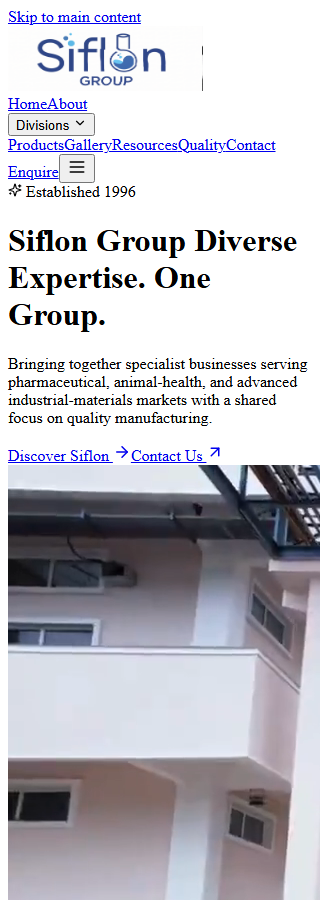 Skip to main content
Siflon
GROUP
HomeAbout
Divisions
ProductsGalleryResourcesQualityContact
Enquire
Established 1996
Siflon Group Diverse
Expertise. One
Group.
Bringing together specialist businesses serving
pharmaceutical, animal-health, and advanced
industrial-materials markets with a shared
focus on quality manufacturing.
Discover Siflon Contact Us